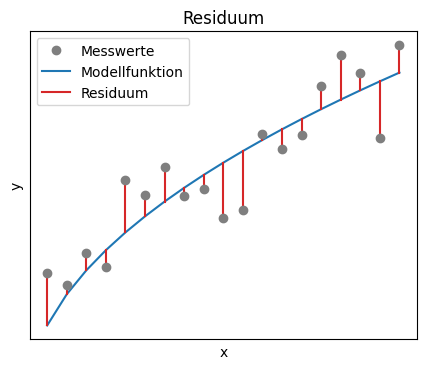 Residuum
Messwerte
Modellfunktion
Residuum
y
x